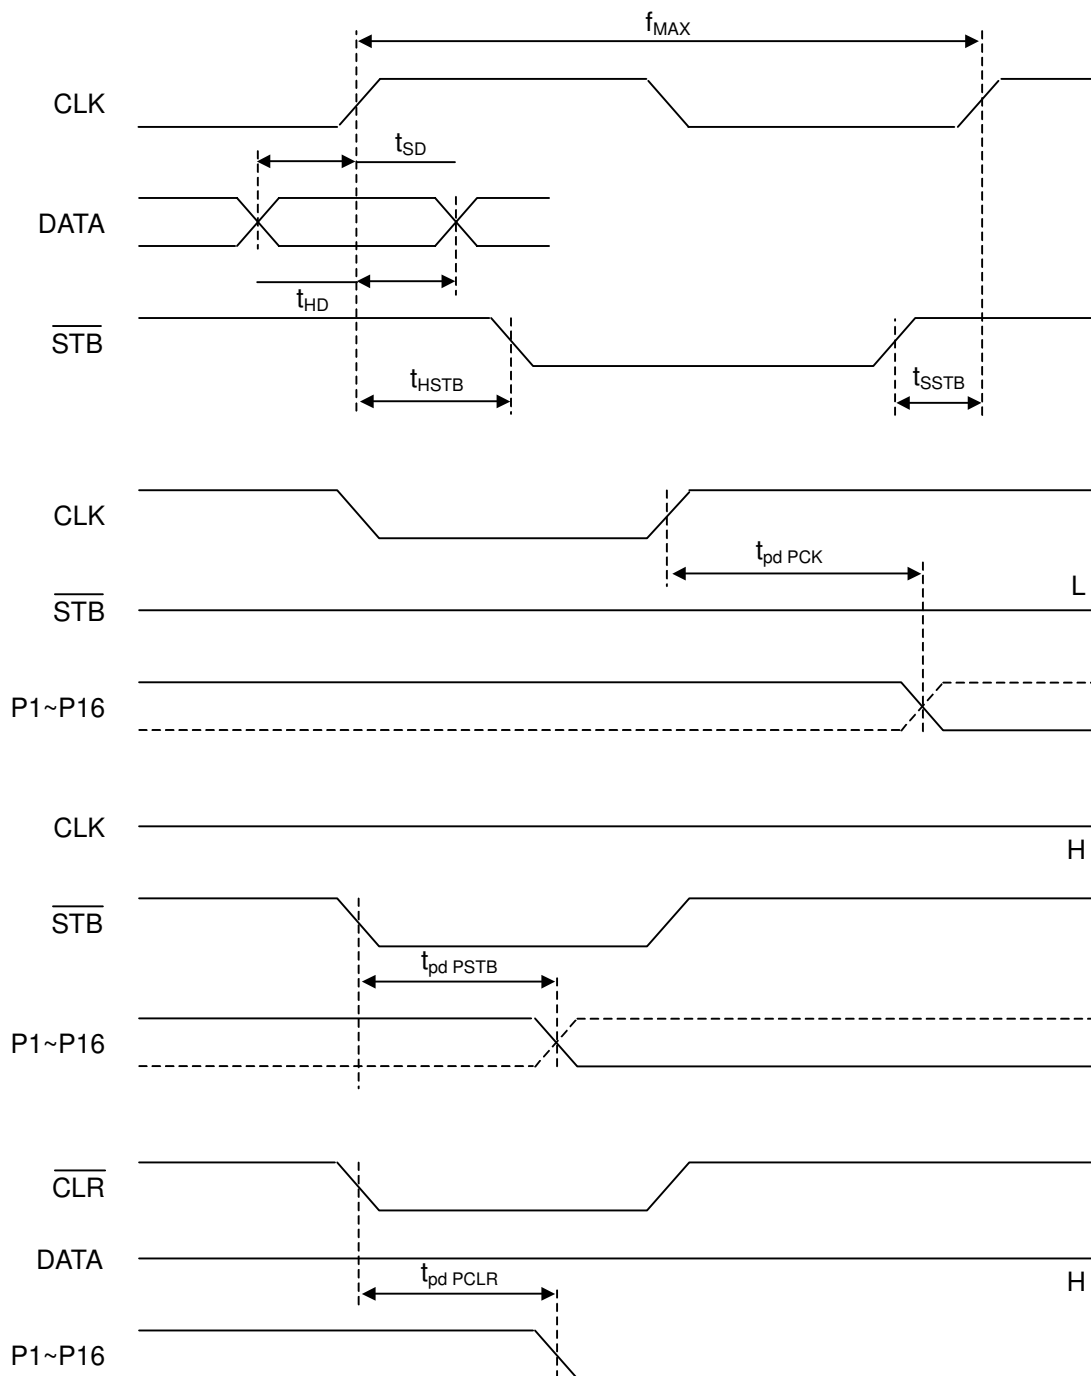 fMAX
CLK
tSD
DATA
tHD
STB
tHSTB
tSSTB
CLK
tpd PCK
L
STB
P1~P16
CLK
H
STB
tpd PSTB
P1~P16
CLR
DATA
H
tpd PCLR
P1~P16